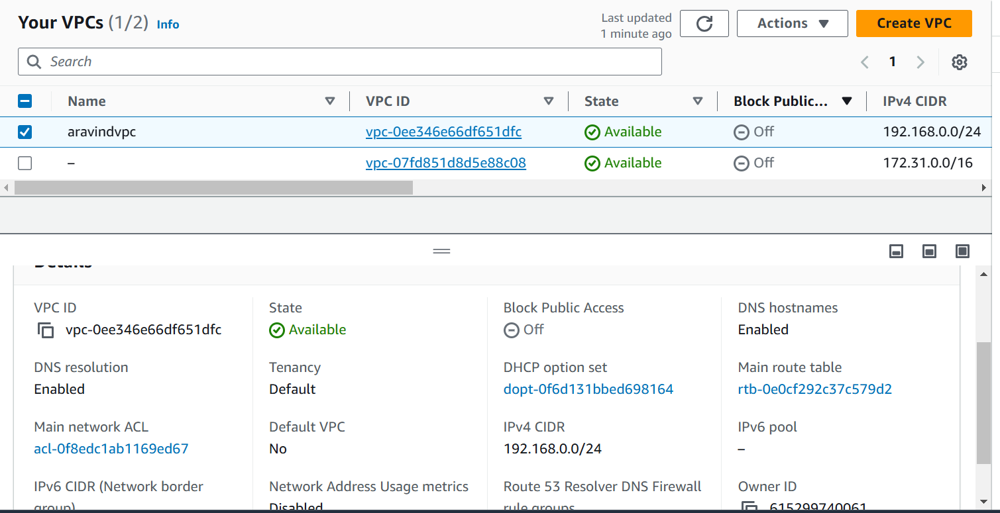 Your VPCs (1/2) Info
Last updated
1 minute ago
Actions
Create VPC
Search
1
Name VPC ID State Block Public... IPv4 CIDR
aravindvpc vpc-0ee346e66df651dfc Available Off 192.168.0.0/24
– vpc-07fd851d8d5e88c08 Available Off 172.31.0.0/16
Details
VPC ID State Block Public Access DNS hostnames
vpc-0ee346e66df651dfc Available Off Enabled
DNS resolution Tenancy DHCP option set Main route table
Enabled Default dopt-0f6d131bbed698164 rtb-0e0cf292c37c579d2
Main network ACL Default VPC IPv4 CIDR IPv6 pool
acl-0f8edc1ab1169ed67 No 192.168.0.0/24 –
IPv6 CIDR (Network border Network Address Usage metrics Route 53 Resolver DNS Firewall Owner ID
group) Disabled rule groups 615299740061